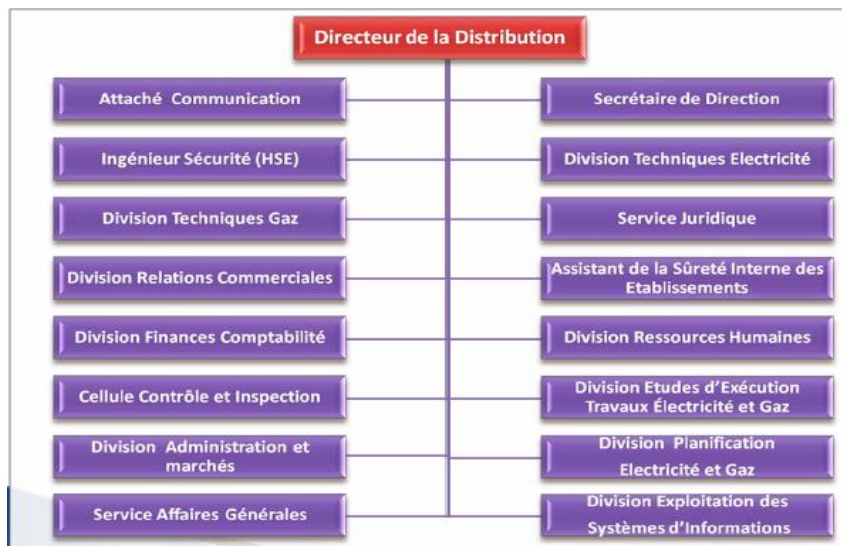 Directeur de la Distribution
Attaché Communication
Secrétaire de Direction
Ingénieur Sécurité (HSE)
Division Techniques Electricité
Division Techniques Gaz
Service Juridique
Division Relations Commerciales
Assistant de la Sûreté Interne des
Etablissements
Division Finances Comptabilité
Division Ressources Humaines
Cellule Contrôle et Inspection
Division Etudes d'Exécution
Travaux Électricité et Gaz
Division Administration et
marchés
Division Planification
Electricité et Gaz
Service Affaires Générales
Division Exploitation des
Systèmes d'Informations